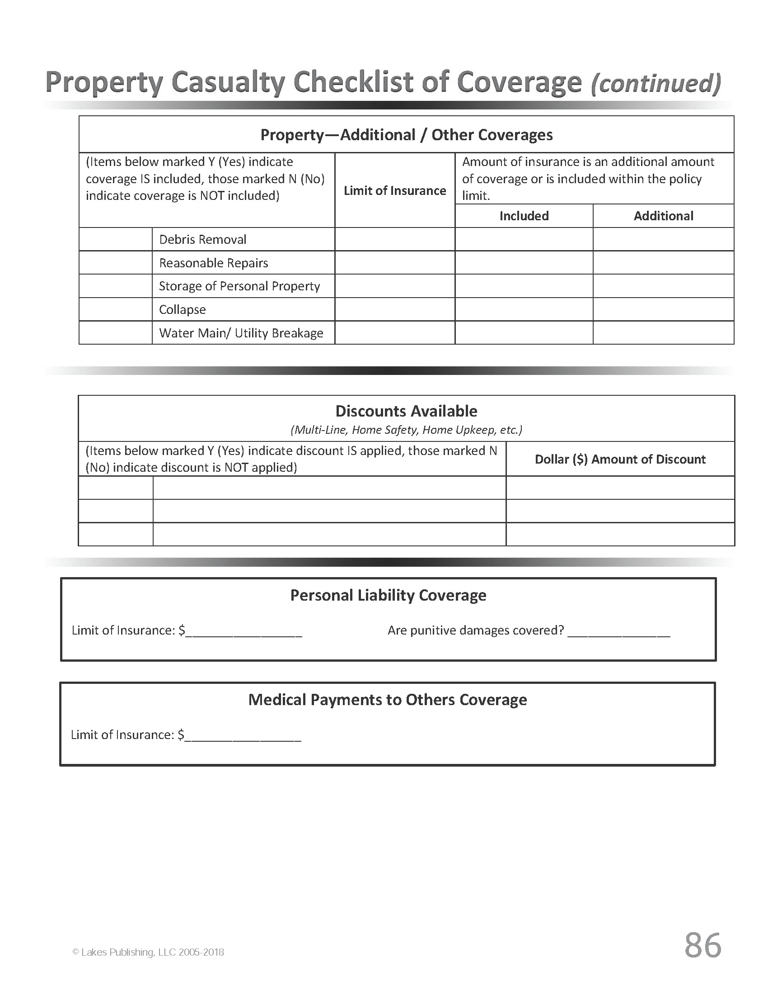 Property Casualty Checklist of Coverage (continued)
Property—Additional / Other Coverages
(Items below marked Y (Yes) indicate
coverage IS included, those marked N (No)
indicate coverage is NOT included)
Limit of Insurance
Amount of insurance is an additional amount
of coverage or is included within the policy
limit.
Included
Additional
Debris Removal
Reasonable Repairs
Storage of Personal Property
Collapse
Water Main/ Utility Breakage
Discounts Available
(Multi-Line, Home Safety, Home Upkeep, etc.)
(Items below marked Y (Yes) indicate discount IS applied, those marked N
(No) indicate discount is NOT applied)
Dollar ($) Amount of Discount
Personal Liability Coverage
Limit of Insurance: $_________________ Are punitive damages covered? _______________
Medical Payments to Others Coverage
Limit of Insurance: $_________________
© Lakes Publishing, LLC 2005-2018
86